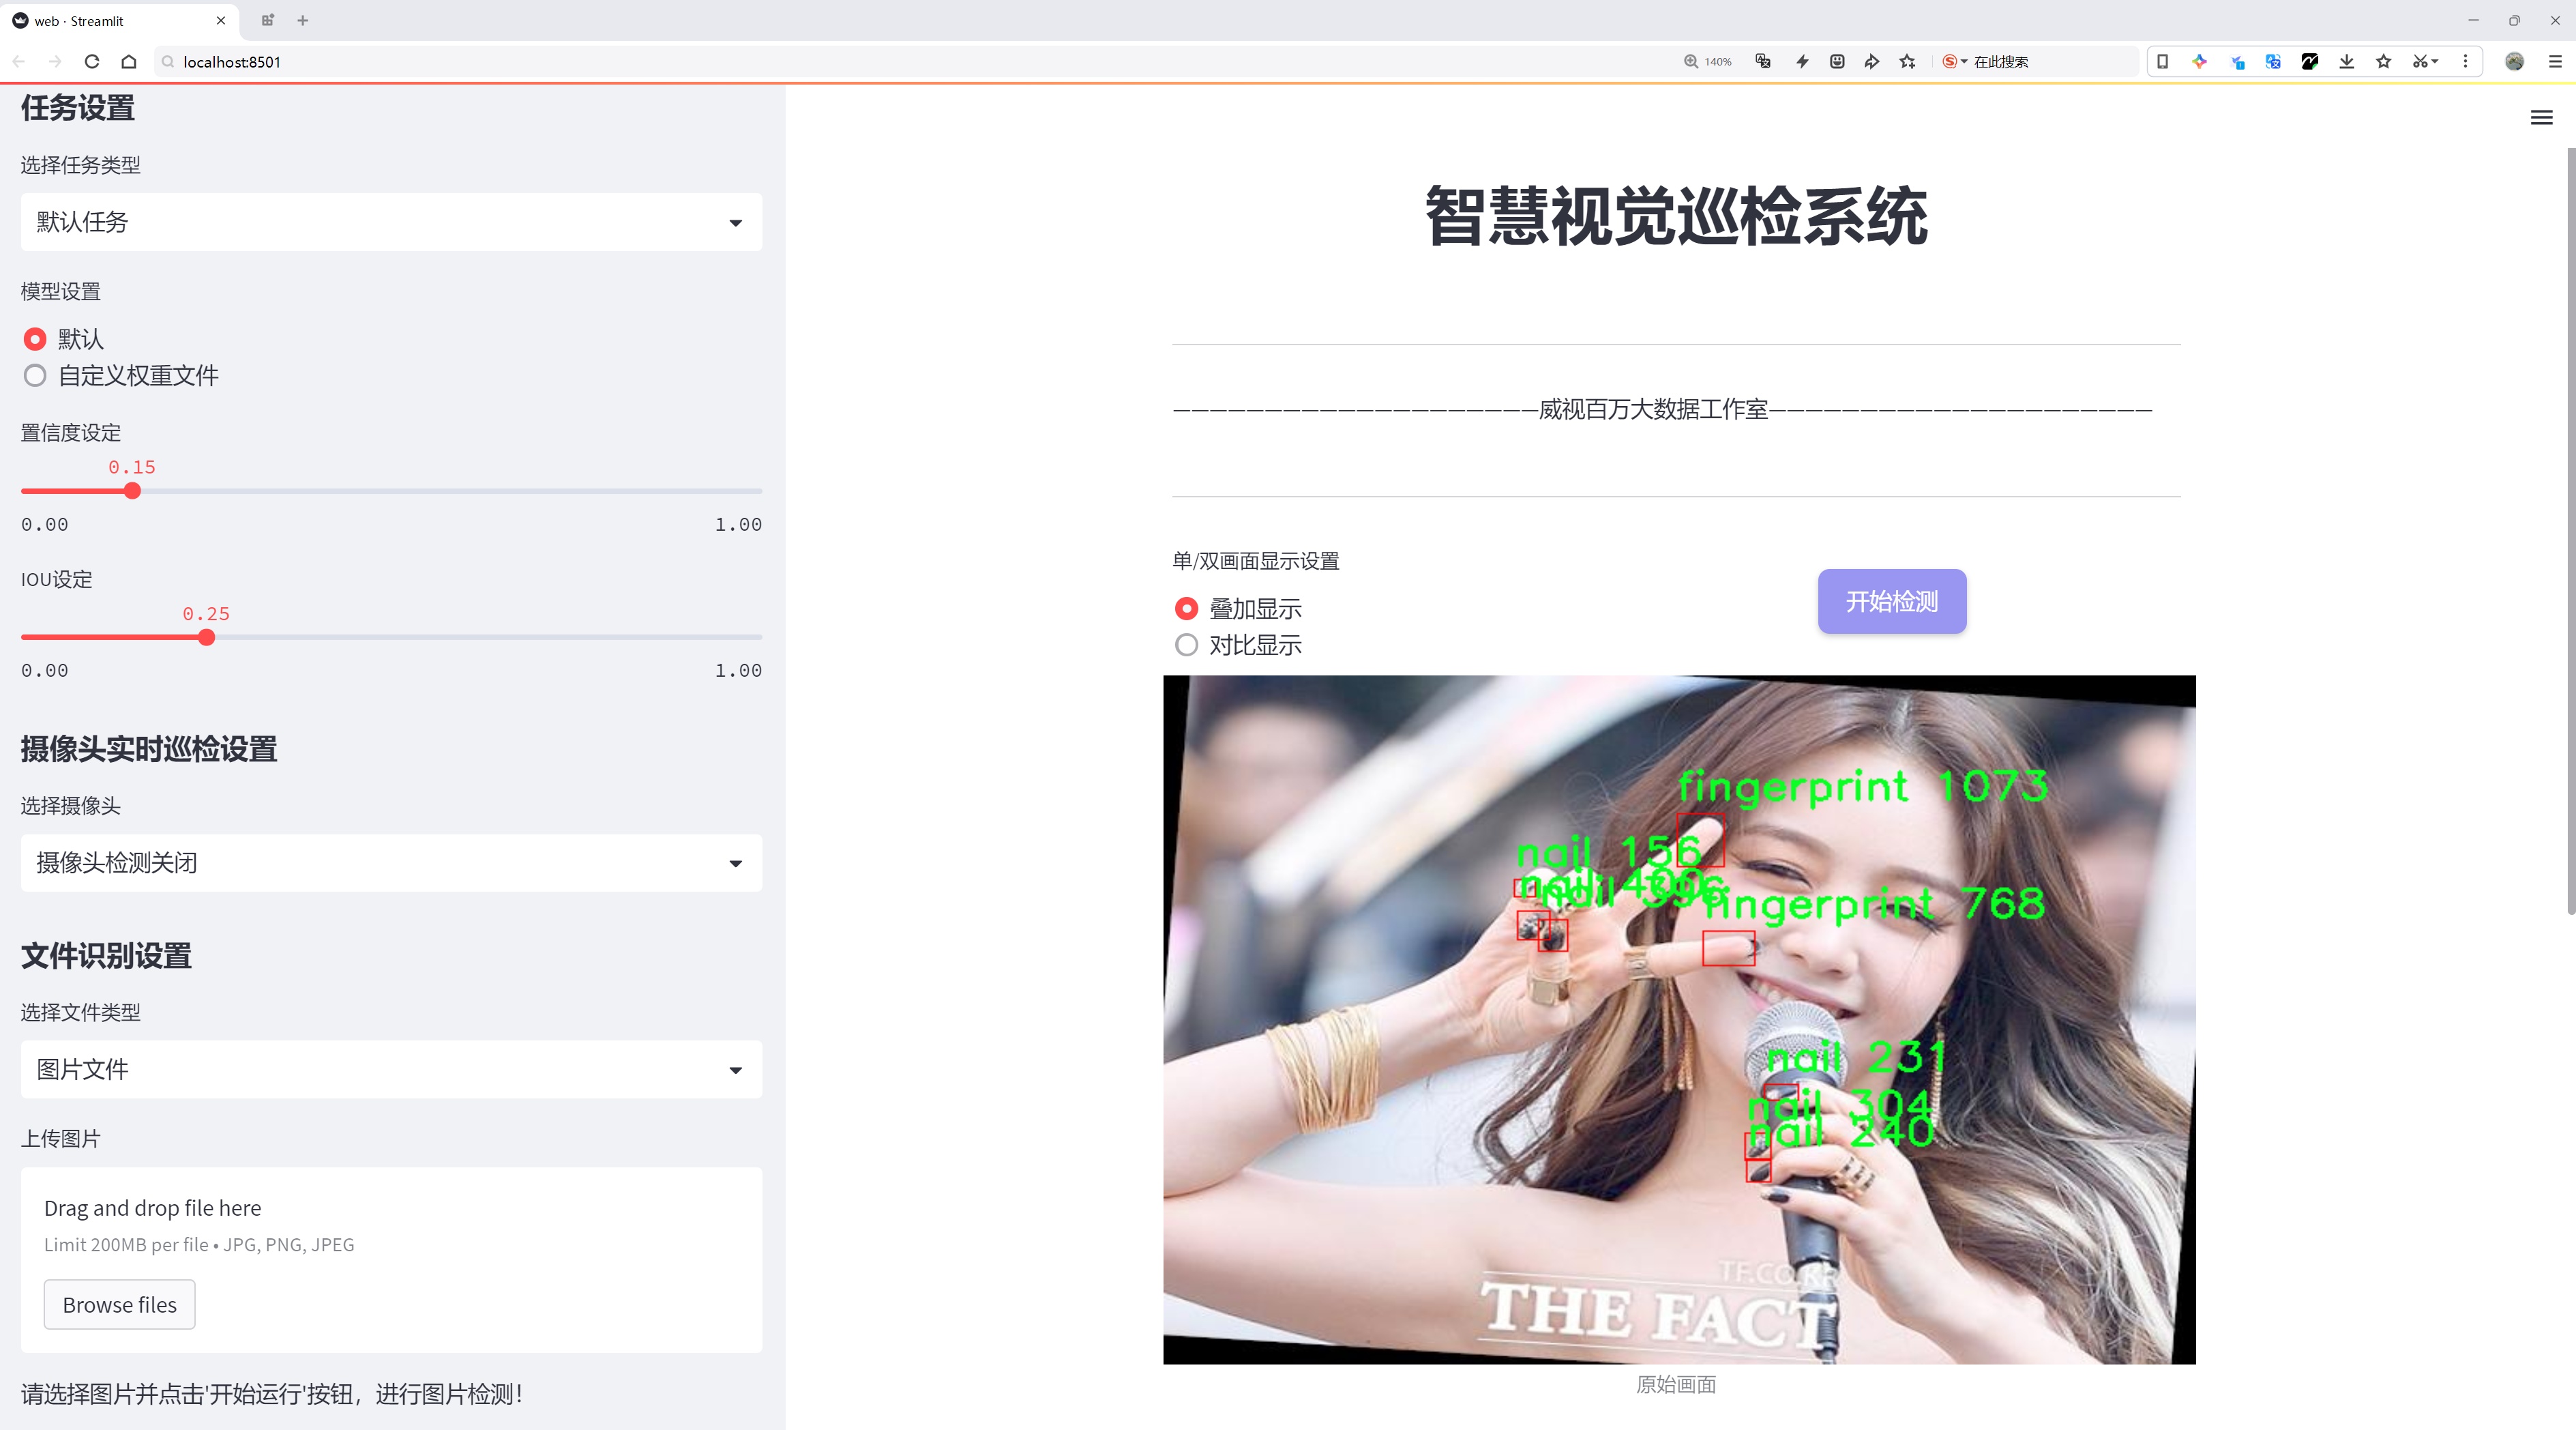 web · Streamlit
localhost:8501
140%
在此搜索
任务设置
选择任务类型
默认任务
模型设置
默认
自定义权重文件
置信度设定
0.15
0.00
1.00
IOU设定
0.25
0.00
1.00
摄像头实时巡检设置
选择摄像头
摄像头检测关闭
文件识别设置
选择文件类型
图片文件
上传图片
Drag and drop file here
Limit 200MB per file • JPG, PNG, JPEG
Browse files
请选择图片并点击'开始运行'按钮，进行图片检测！
智慧视觉巡检系统
————————————————————威视百万大数据工作室—————————————————————
单/双画面显示设置
叠加显示
对比显示
开始检测
fingerprint 1073
nail 156
nail 400
nail 396
fingerprint 768
nail 231
nail 304
nail 240
TF.CO.KR
THE FACT
原始画面